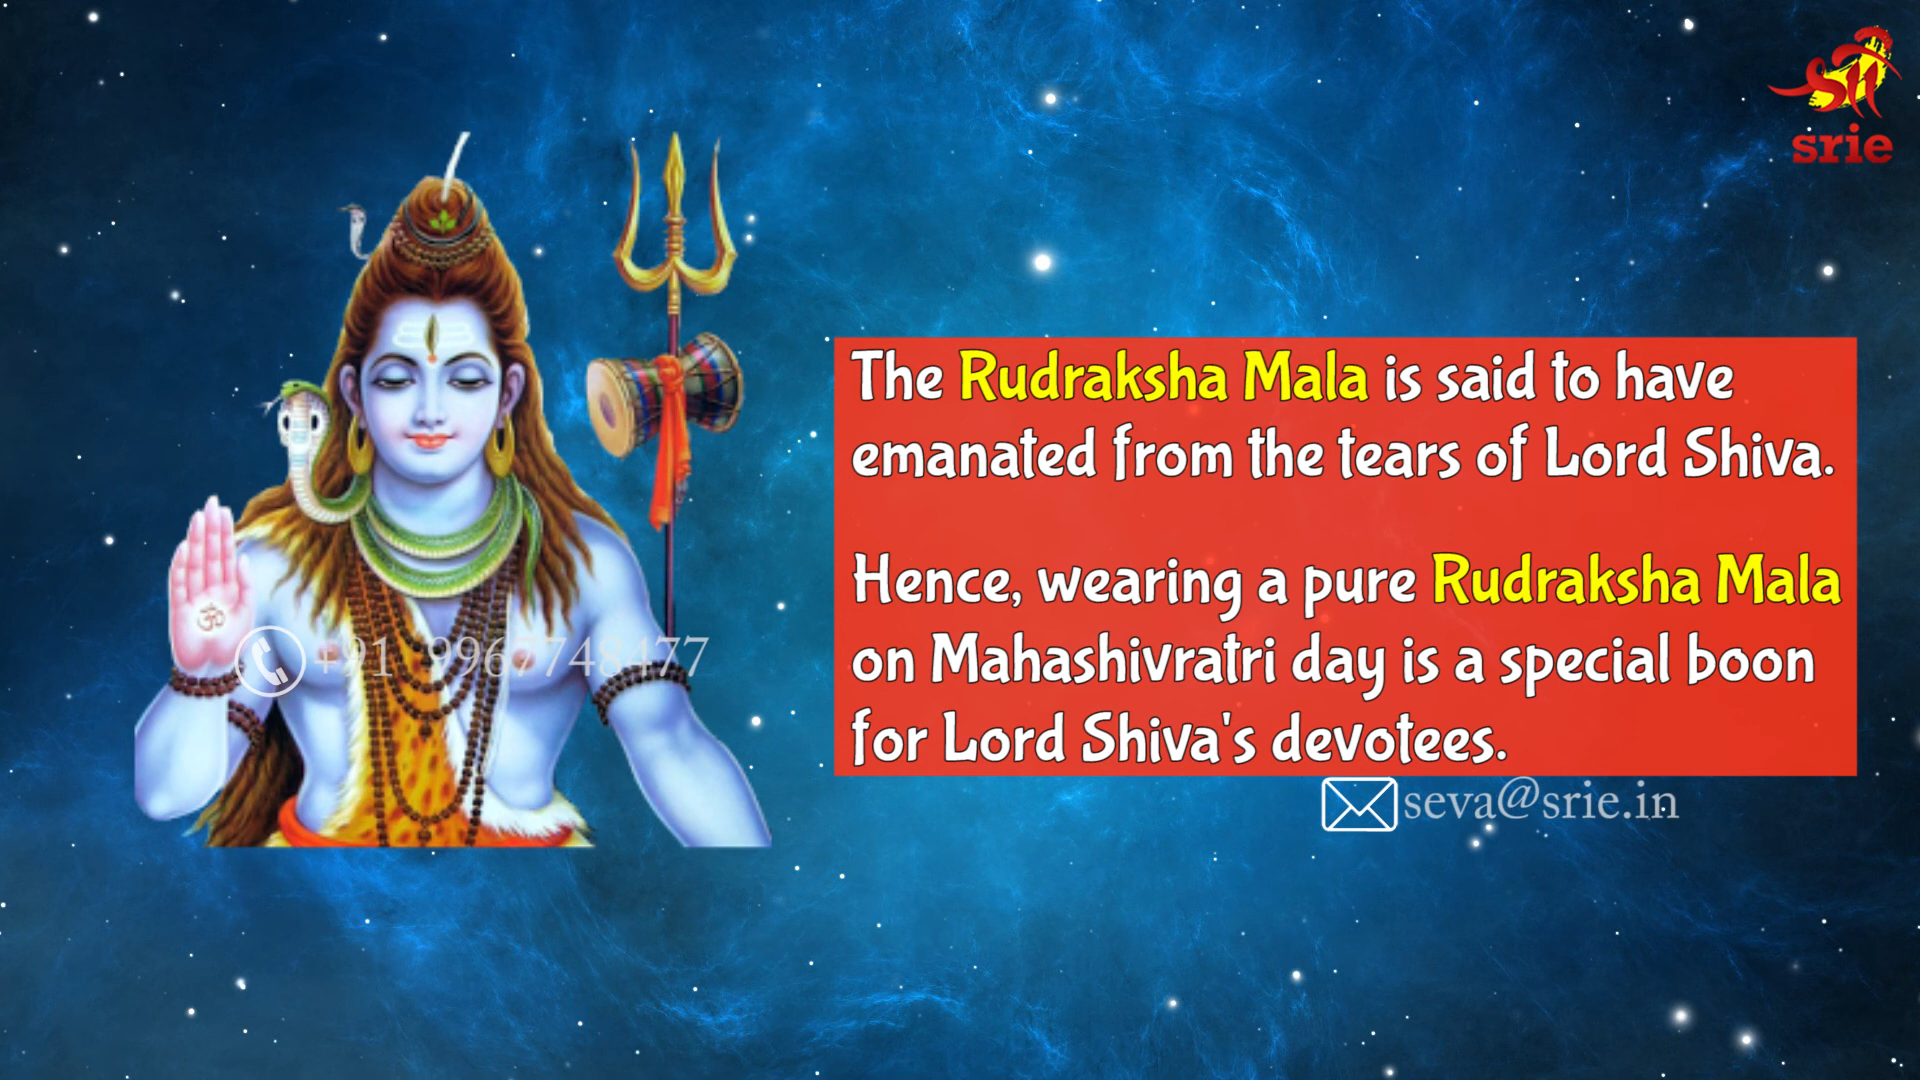 श्री
srie
The Rudraksha Mala is said to have
emanated from the tears of Lord Shiva.
Hence, wearing a pure Rudraksha Mala
on Mahashivratri day is a special boon
for Lord Shiva's devotees.
ॐ
+91 9967748477
seva@srie.in